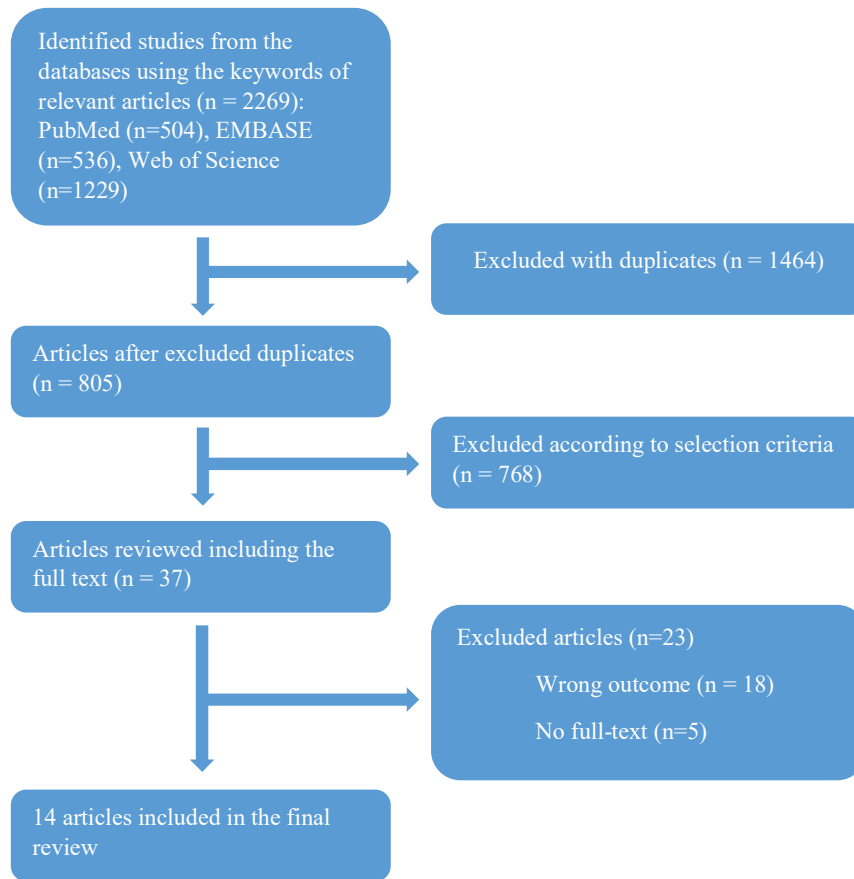 Identified studies from the
databases using the keywords of
relevant articles (n = 2269):
PubMed (n=504), EMBASE
(n=536), Web of Science
(n=1229)
Excluded with duplicates (n = 1464)
Articles after excluded duplicates
(n = 805)
Excluded according to selection criteria
(n = 768)
Articles reviewed including the
full text (n = 37)
Excluded articles (n=23)
Wrong outcome (n = 18)
No full-text (n=5)
14 articles included in the final
review